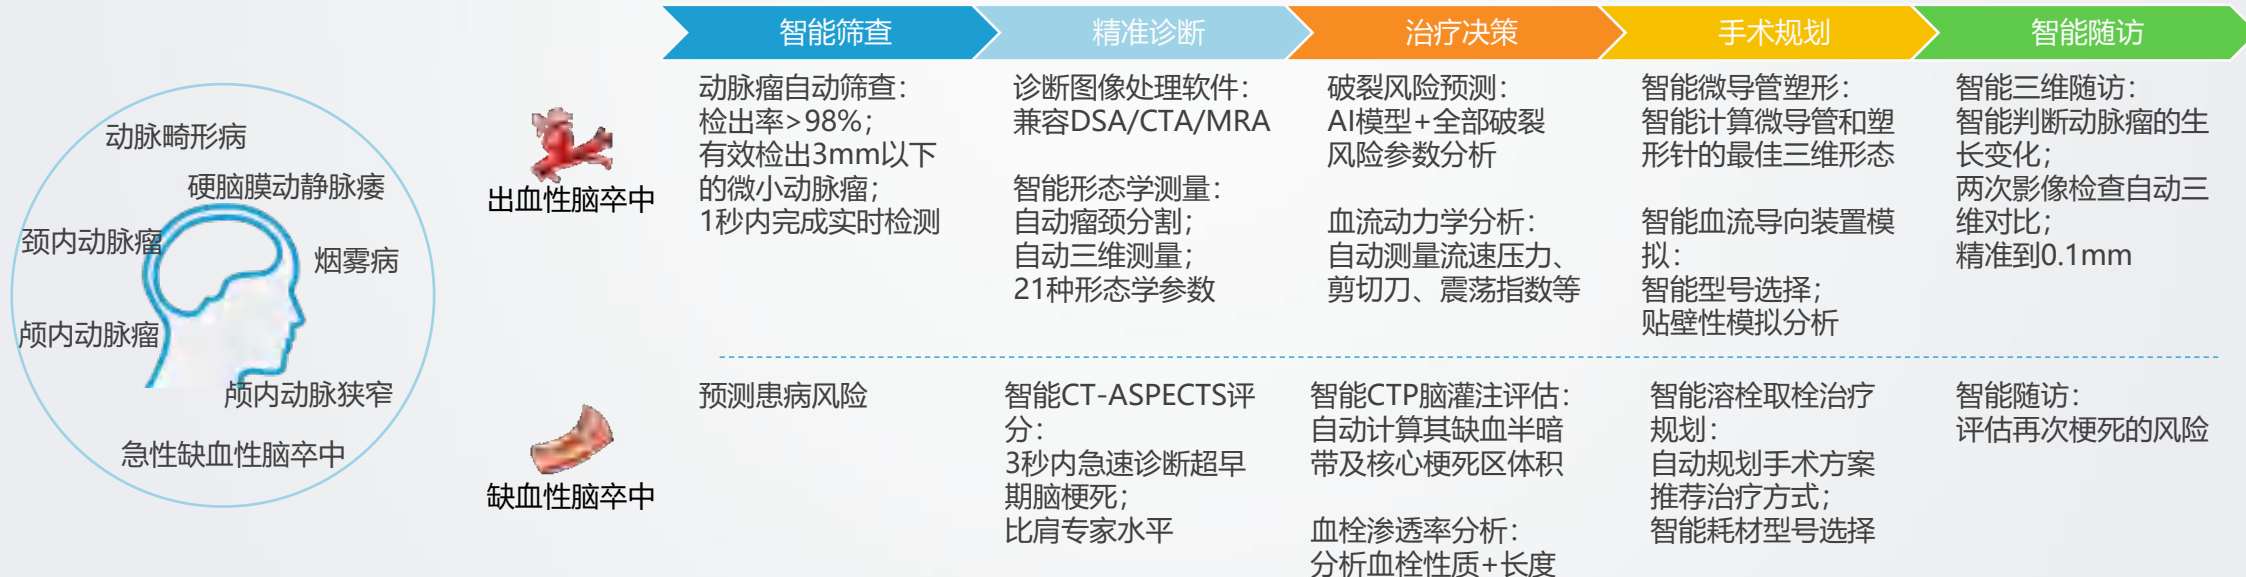 智能筛查
精准诊断
治疗决策
手术规划
智能随访
动脉畸形病
硬脑膜动静脉痿
颈内动脉瘤
烟雾病
颅内动脉瘤
颅内动脉狭窄
急性缺血性脑卒中
出血性脑卒中
动脉瘤自动筛查：
检出率>98%；
有效检出3mm以下
的微小动脉瘤；
1秒内完成实时检测
诊断图像处理软件：
兼容DSA/CTA/MRA
智能形态学测量：
自动瘤颈分割；
自动三维测量；
21种形态学参数
破裂风险预测：
AI模型+全部破裂
风险参数分析
血流动力学分析：
自动测量流速压力、
剪切刀、震荡指数等
智能微导管塑形：
智能计算微导管和塑
形针的最佳三维形态
智能血流导向装置模
拟：
智能型号选择；
贴壁性模拟分析
智能三维随访：
智能判断动脉瘤的生
长变化；
两次影像检查自动三
维对比；
精准到0.1mm
缺血性脑卒中
预测患病风险
智能CT-ASPECTS评
分：
3秒内急速诊断超早
期脑梗死；
比肩专家水平
智能CTP脑灌注评估：
自动计算其缺血半暗
带及核心梗死区体积
血栓渗透率分析：
分析血栓性质+长度
智能溶栓取栓治疗
规划：
自动规划手术方案
推荐治疗方式；
智能耗材型号选择
智能随访：
评估再次梗死的风险